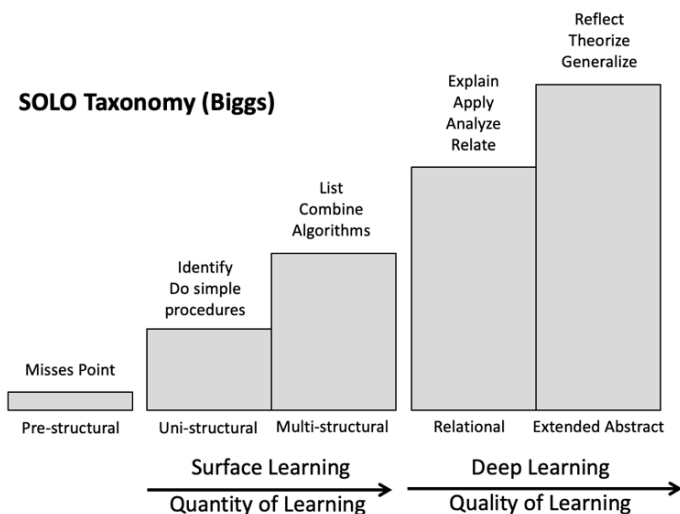 SOLO Taxonomy (Biggs)
Misses Point
Identify
Do simple
procedures
List
Combine
Algorithms
Explain
Apply
Analyze
Relate
Reflect
Theorize
Generalize
Pre-structural
Uni-structural
Multi-structural
Relational
Extended Abstract
Surface Learning
Deep Learning
Quantity of Learning
Quality of Learning